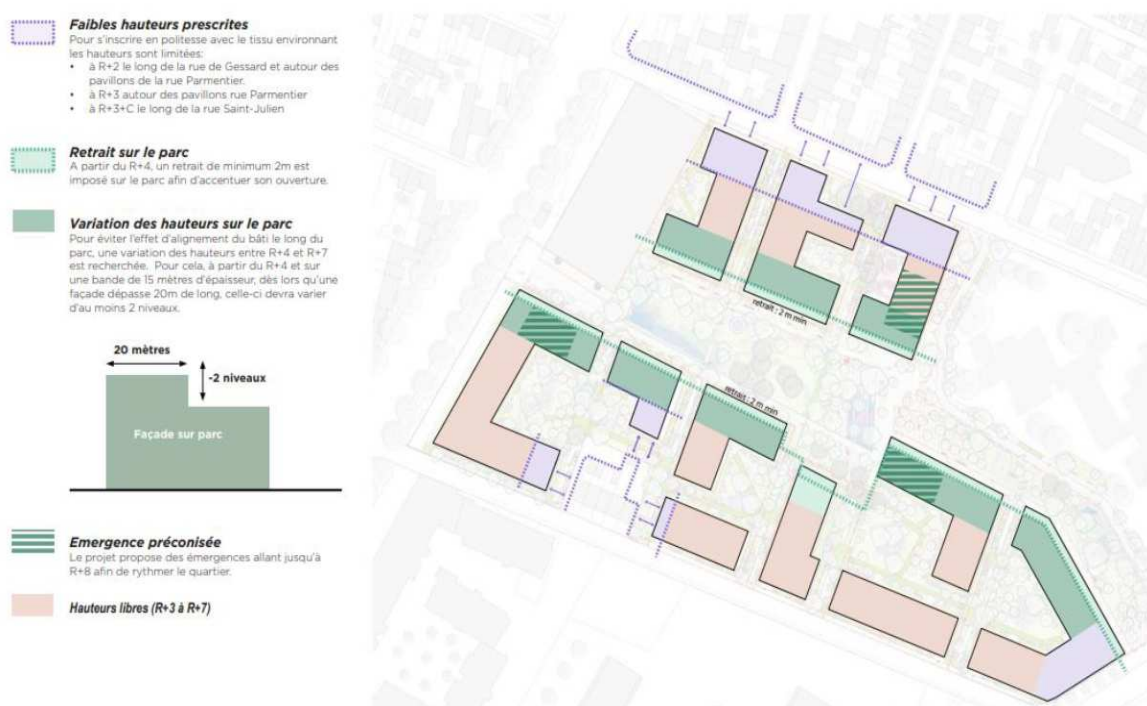 Faibles hauteurs prescrites
Pour s'inscrire en politesse avec le tissu environnant
les hauteurs sont limitées:
• à R+2 le long de la rue de Gessard et autour des
pavillons de la rue Parmentier.
• à R+3 autour des pavillons rue Parmentier
• à R+3+C le long de la rue Saint-Julien
Retrait sur le parc
A partir du R+4, un retrait de minimum 2m est
imposé sur le parc afin d'accentuer son ouverture.
Variation des hauteurs sur le parc
Pour éviter l'effet d'alignement du bâti le long du
parc, une variation des hauteurs entre R+4 et R+7
est recherchée. Pour cela, à partir du R+4 et sur
une bande de 15 mètres d'épaisseur, dès lors qu'une
façade dépasse 20m de long, celle-ci devra varier
d'au moins 2 niveaux.
20 mètres
-2 niveaux
Façade sur parc
Emergence préconisée
Le projet propose des émergences allant jusqu'à
R+8 afin de rythmer le quartier.
Hauteurs libres (R+3 à R+7)
retrait : 2 m min
retrait : 2 m min